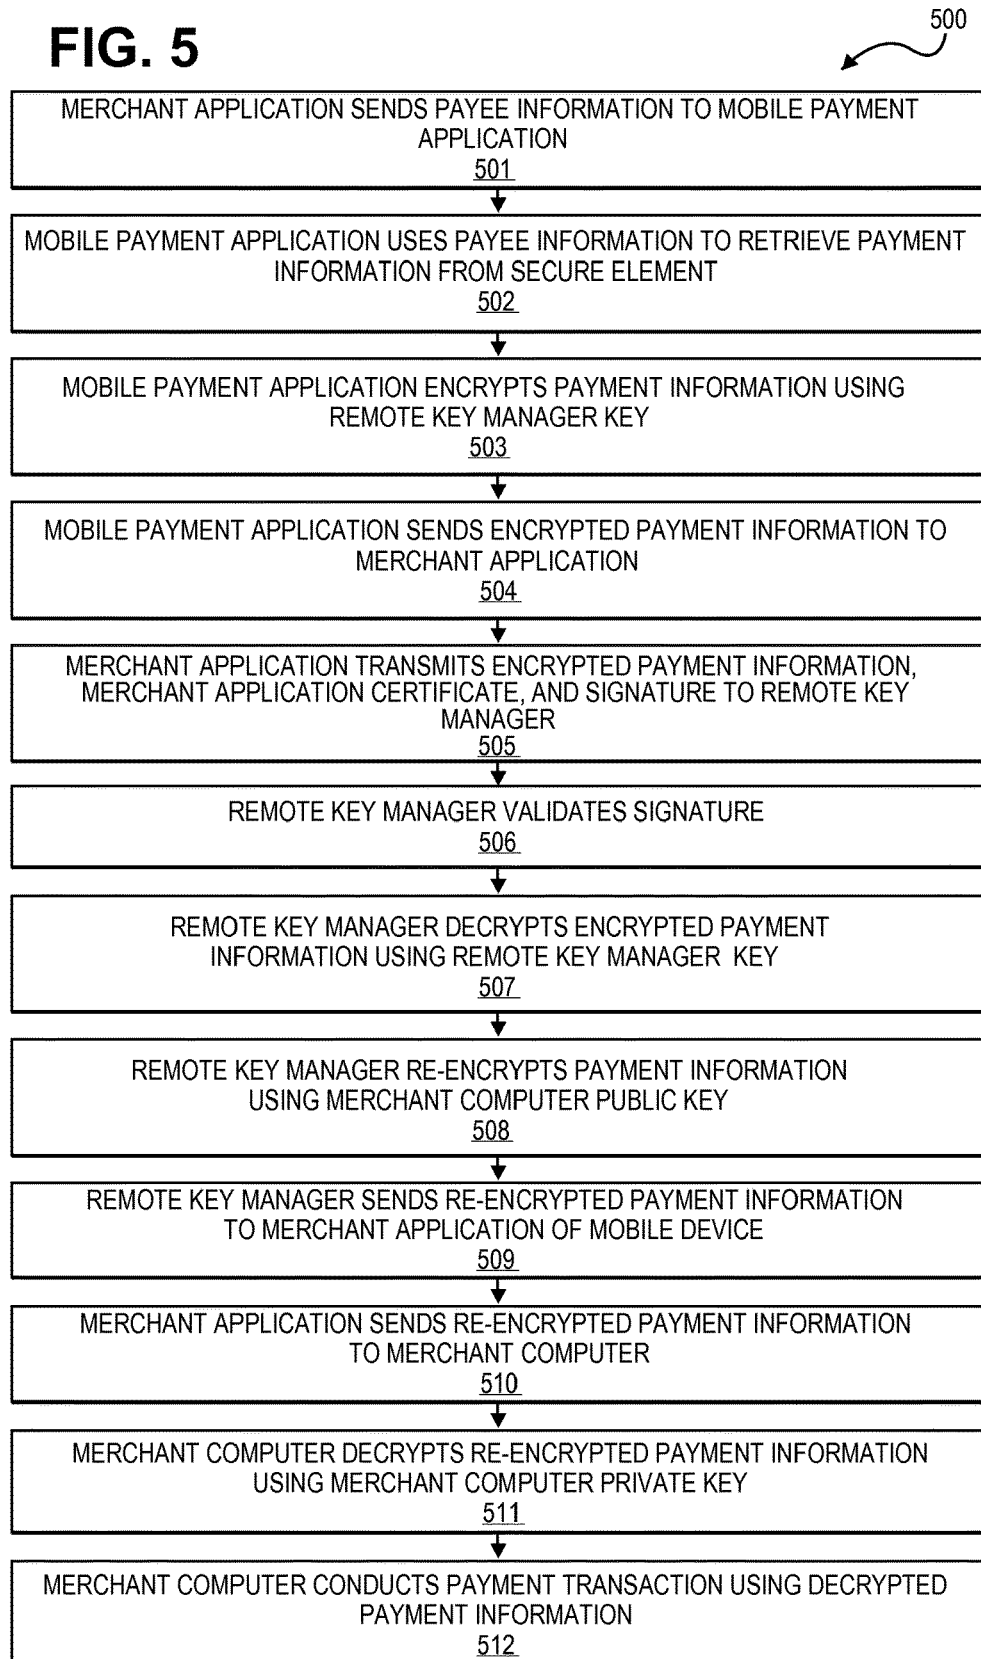 FIG. 5
500
MERCHANT APPLICATION SENDS PAYEE INFORMATION TO MOBILE PAYMENT
APPLICATION
501
MOBILE PAYMENT APPLICATION USES PAYEE INFORMATION TO RETRIEVE PAYMENT
INFORMATION FROM SECURE ELEMENT
502
MOBILE PAYMENT APPLICATION ENCRYPTS PAYMENT INFORMATION USING
REMOTE KEY MANAGER KEY
503
MOBILE PAYMENT APPLICATION SENDS ENCRYPTED PAYMENT INFORMATION TO
MERCHANT APPLICATION
504
MERCHANT APPLICATION TRANSMITS ENCRYPTED PAYMENT INFORMATION,
MERCHANT APPLICATION CERTIFICATE, AND SIGNATURE TO REMOTE KEY
MANAGER
505
REMOTE KEY MANAGER VALIDATES SIGNATURE
506
REMOTE KEY MANAGER DECRYPTS ENCRYPTED PAYMENT
INFORMATION USING REMOTE KEY MANAGER KEY
507
REMOTE KEY MANAGER RE-ENCRYPTS PAYMENT INFORMATION
USING MERCHANT COMPUTER PUBLIC KEY
508
REMOTE KEY MANAGER SENDS RE-ENCRYPTED PAYMENT INFORMATION
TO MERCHANT APPLICATION OF MOBILE DEVICE
509
MERCHANT APPLICATION SENDS RE-ENCRYPTED PAYMENT INFORMATION
TO MERCHANT COMPUTER
510
MERCHANT COMPUTER DECRYPTS RE-ENCRYPTED PAYMENT INFORMATION
USING MERCHANT COMPUTER PRIVATE KEY
511
MERCHANT COMPUTER CONDUCTS PAYMENT TRANSACTION USING DECRYPTED
PAYMENT INFORMATION
512